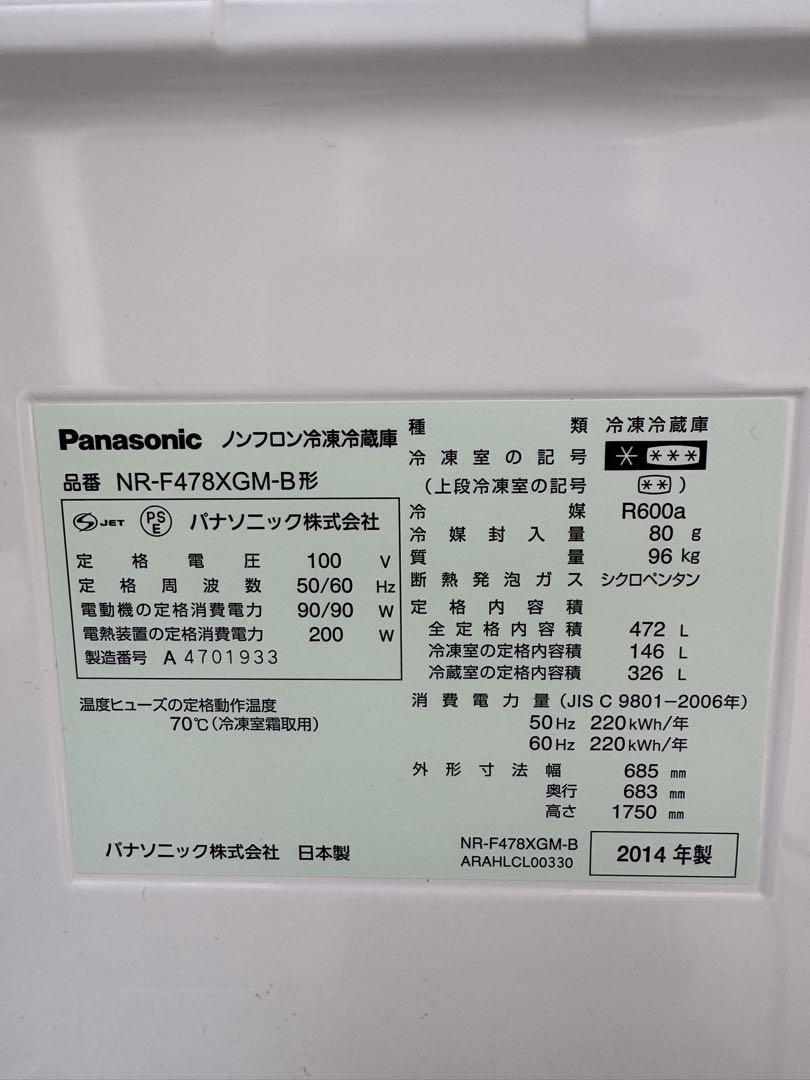 Panasonic ノンフロン冷凍冷蔵庫
品番 NR-F478XGM-B形
S JET PS E パナソニック株式会社
定格電圧 100 V
定格周波数 50/60 Hz
電動機の定格消費電力 90/90 W
電熱装置の定格消費電力 200 W
製造番号 A 4701933
温度ヒューズの定格動作温度
70℃(冷凍室霜取用)
種類 冷凍冷蔵庫
冷凍室の記号 * ***
(上段冷凍室の記号 ** )
冷媒 R600a
冷媒封入量 80 g
質量 96 kg
断熱発泡ガス シクロペンタン
定格内容積
全定格内容積 472 L
冷凍室の定格内容積 146 L
冷蔵室の定格内容積 326 L
消費電力量(JIS C 9801-2006年)
50Hz 220kWh/年
60Hz 220kWh/年
外形寸法幅 685 mm
奥行 683 mm
高さ 1750 mm
パナソニック株式会社 日本製
NR-F478XGM-B
ARAHLCL00330
2014 年製